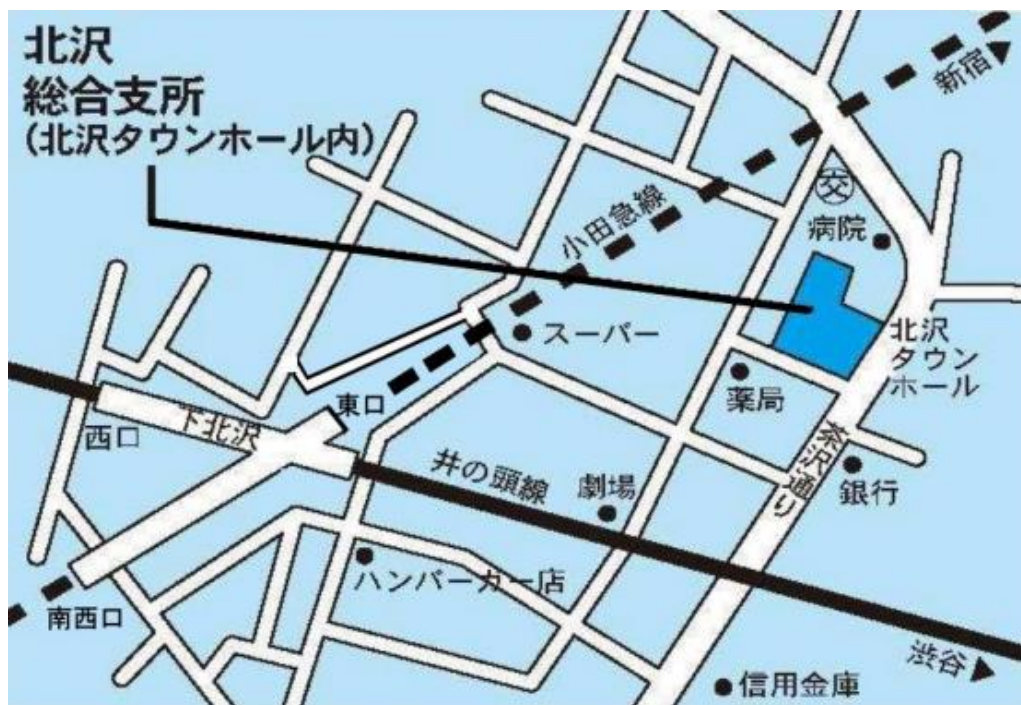 北沢
総合支所
(北沢タウンホール内)
新宿▶
小田急線
交
病院
スーパー
北沢
タウン
ホール
薬局
東口
下北沢
西口
井の頭線
劇場
茶沢通り
銀行
ハンバーガー店
南西口
渋谷▶
信用金庫